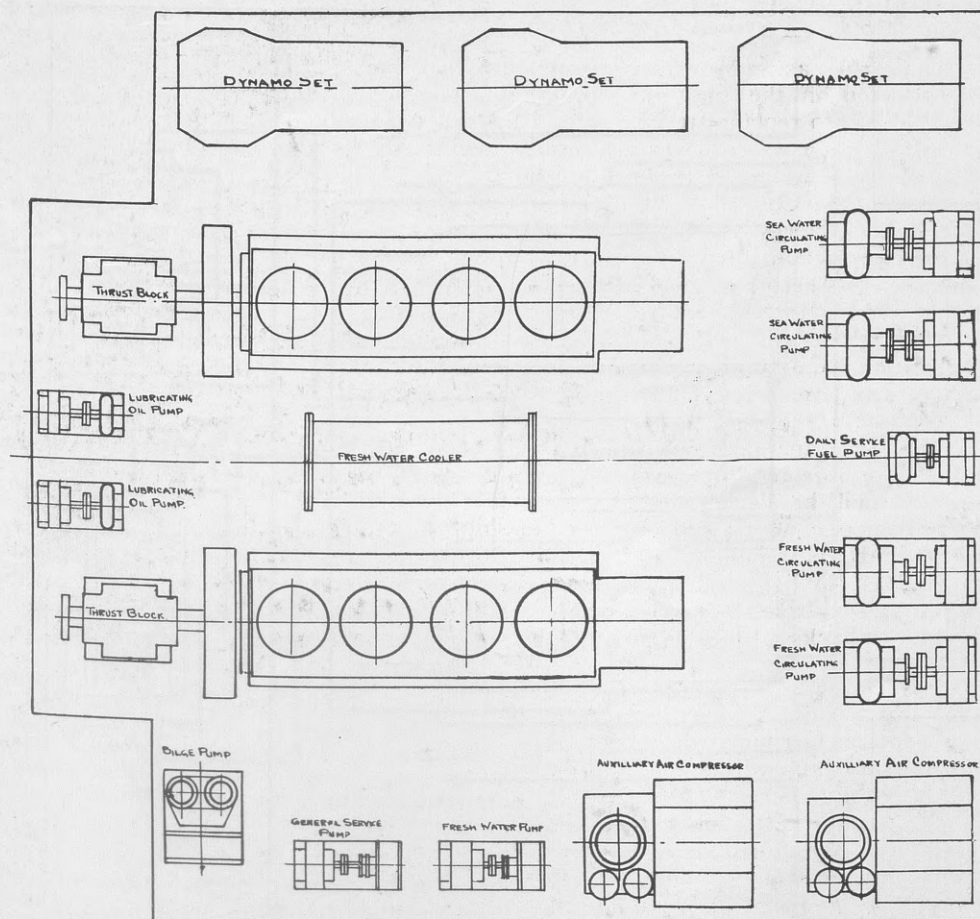 DYNAMO SET
DYNAMO SET
DYNAMO SET
SEA WATER
CIRCULATING
PUMP
THRUST BLOCK
SEA WATER
CIRCULATING
PUMP
LUBRICATING
OIL PUMP
FRESH WATER COOLER
DAILY SERVICE
FUEL PUMP
LUBRICATING
OIL PUMP.
FRESH WATER
CIRCULATING
PUMP
THRUST BLOCK.
FRESH WATER
CIRCULATING
PUMP
BILGE PUMP
AUXILLIARY AIR COMPRESSOR
AUXILLIARY AIR COMPRESSOR
GENERAL SERVICE
PUMP
FRESH WATER PUMP